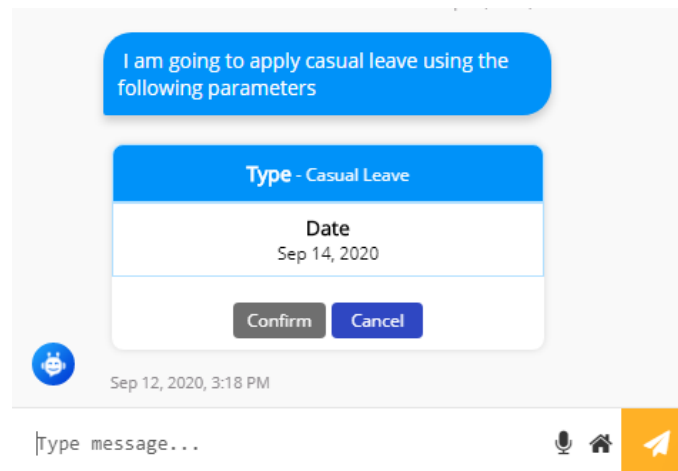 I am going to apply casual leave using the
following parameters
Type - Casual Leave
Date
Sep 14, 2020
Confirm Cancel
Sep 12, 2020, 3:18 PM
Type message...